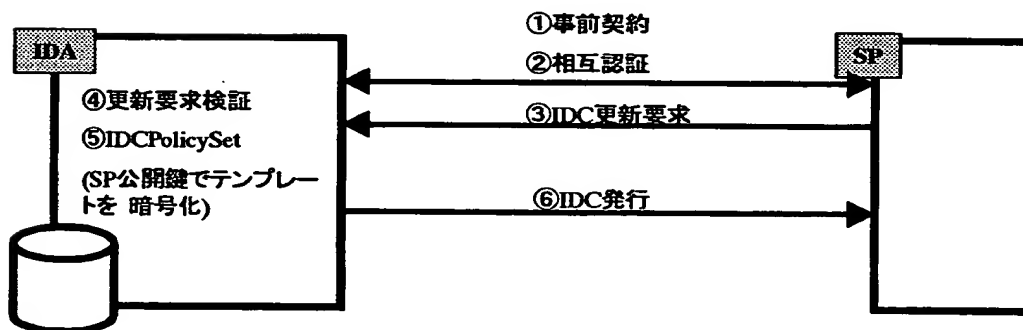 ①事前契約
IDA
SP
②相互認証
④更新要求検証
③IDC更新要求
⑤IDCPolicySet
(SP公開鍵でテンプレー
トを 暗号化)
⑥IDC発行